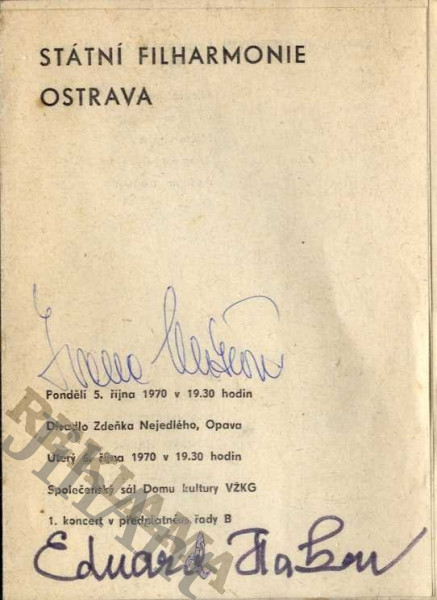 STÁTNÍ FILHARMONIE
OSTRAVA
Pondělí 5. října 1970 v 19.30 hodin
Divadlo Zdeňka Nejedlého, Opava
Úterý 6. října 1970 v 19.30 hodin
Společenský sál Domu kultury VŽKG
1. koncert v předplatném řady B
Eduard